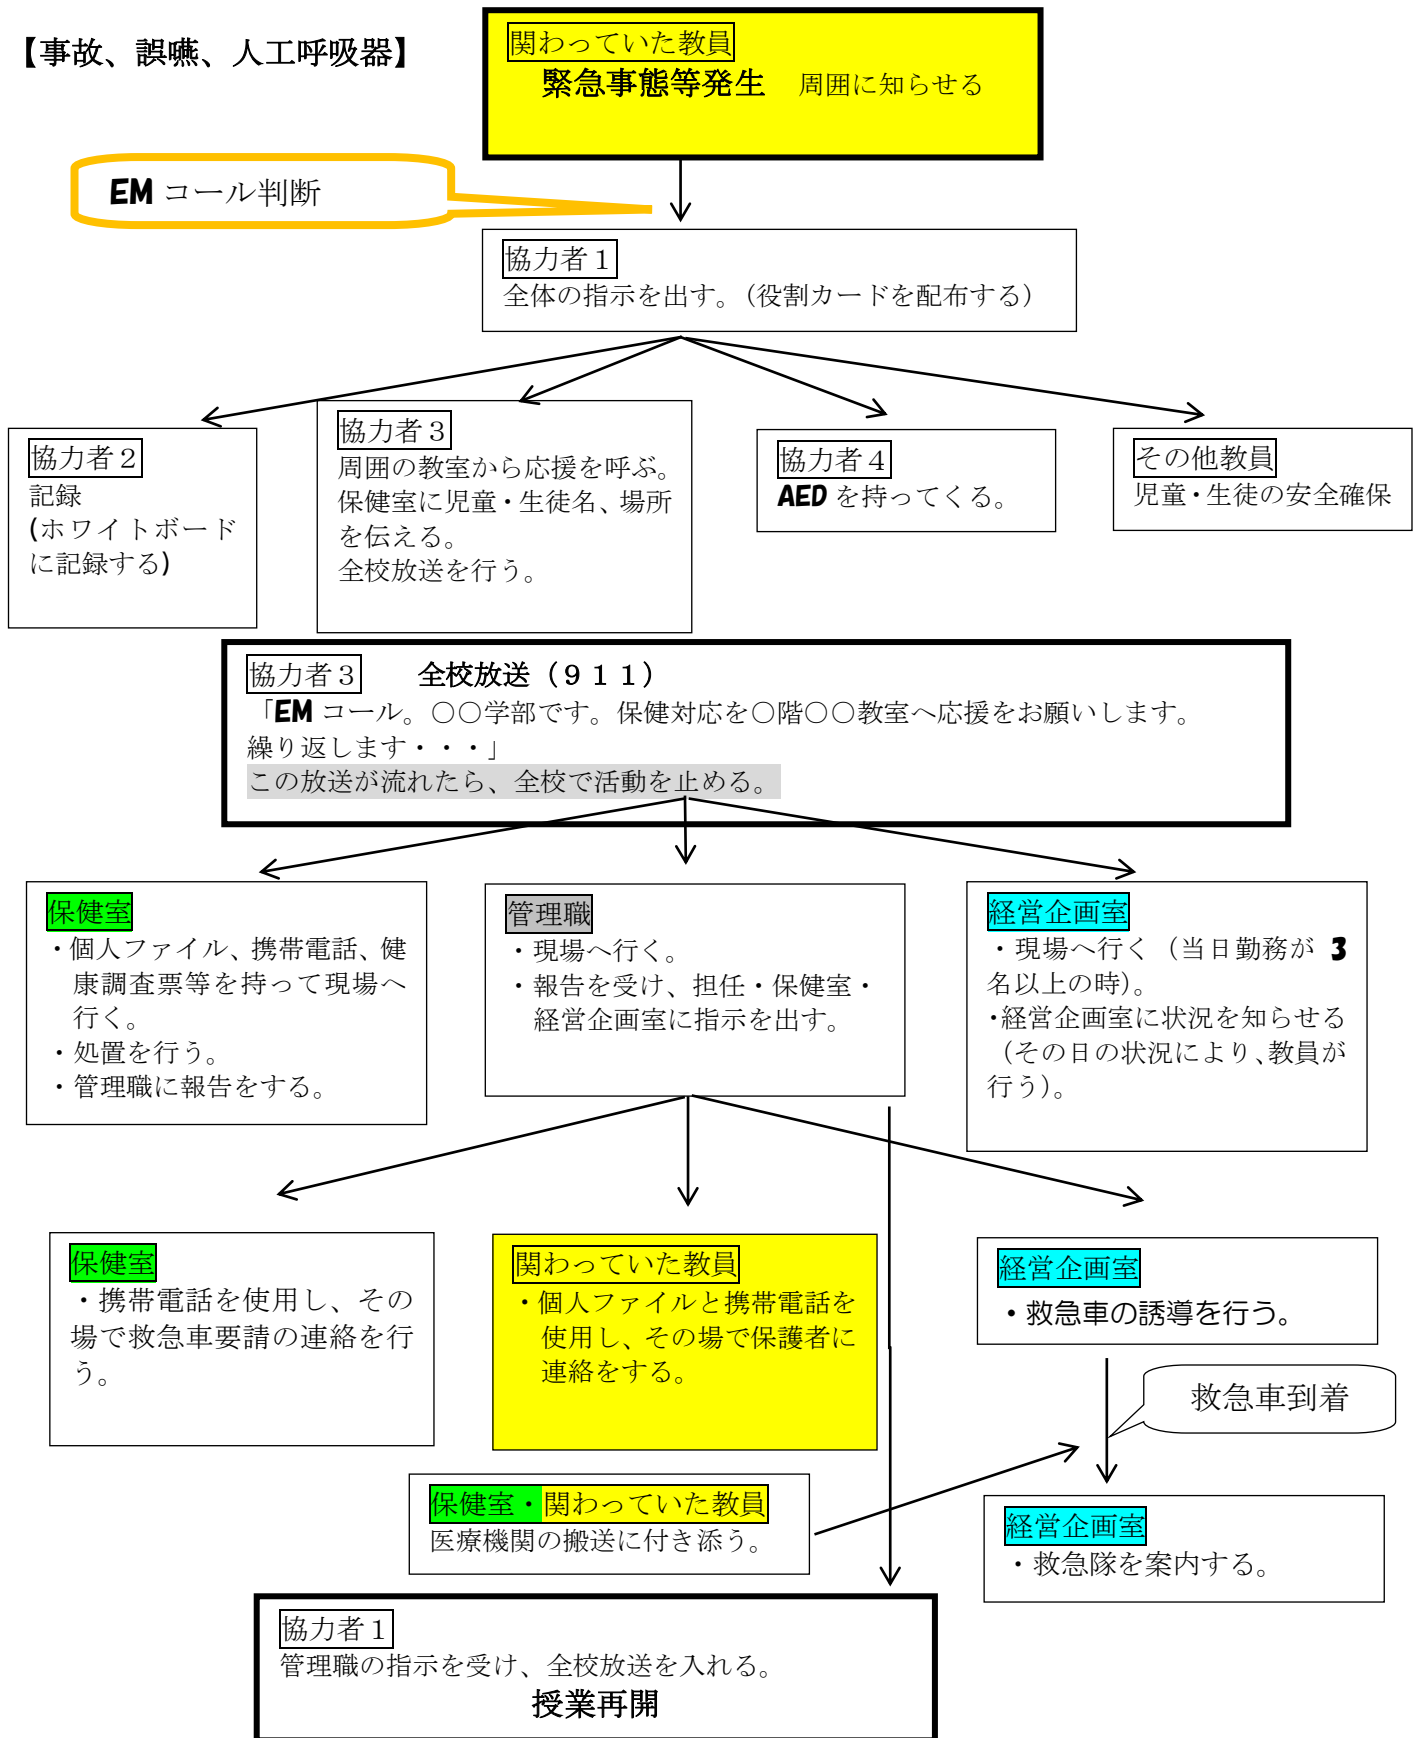 【事故、誤嚥、人工呼吸器】
関わっていた教員
緊急事態等発生　周囲に知らせる
EM コール判断
協力者１
全体の指示を出す。（役割カードを配布する）
協力者２
記録
(ホワイトボード
に記録する)
協力者３
周囲の教室から応援を呼ぶ。
保健室に児童・生徒名、場所
を伝える。
全校放送を行う。
協力者４
AED を持ってくる。
その他教員
児童・生徒の安全確保
協力者３　全校放送（９１１）
「EM コール。〇〇学部です。保健対応を〇階〇〇教室へ応援をお願いします。
繰り返します・・・」
この放送が流れたら、全校で活動を止める。
保健室
・個人ファイル、携帯電話、健
康調査票等を持って現場へ
行く。
・処置を行う。
・管理職に報告をする。
管理職
・現場へ行く。
・報告を受け、担任・保健室・
経営企画室に指示を出す。
経営企画室
・現場へ行く（当日勤務が 3
名以上の時）。
・経営企画室に状況を知らせる
（その日の状況により、教員が
行う）。
保健室
・携帯電話を使用し、その
場で救急車要請の連絡を行
う。
関わっていた教員
・個人ファイルと携帯電話を
使用し、その場で保護者に
連絡をする。
経営企画室
・救急車の誘導を行う。
救急車到着
保健室・関わっていた教員
医療機関の搬送に付き添う。
経営企画室
・救急隊を案内する。
協力者１
管理職の指示を受け、全校放送を入れる。
授業再開